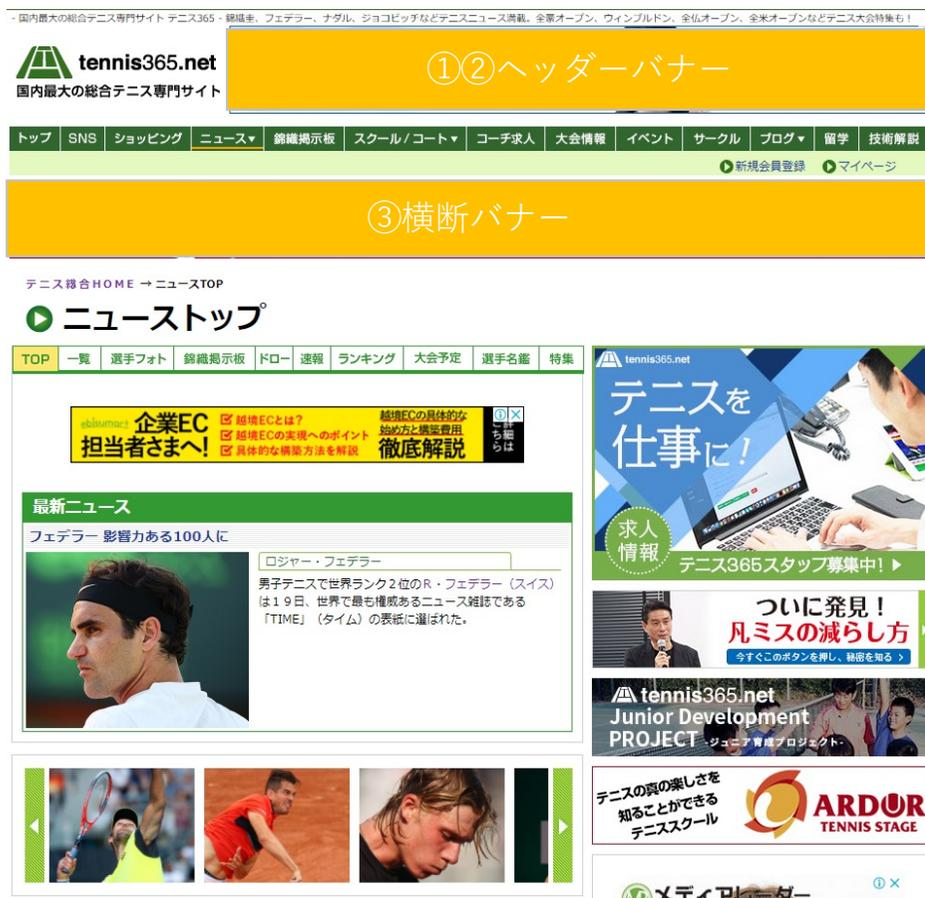 - 国内最大の総合テニス専門サイト テニス365 - 錦織圭、フェデラー、ナダル、ジョコビッチなどテニスニュース満載。全豪オープン、ウィンブルドン、全仏オープン、全米オープンなどテニス大会特集も!
tennis365.net
国内最大の総合テニス専門サイト
①②ヘッダーバナー
トップ SNS ショッピング ニュース▼ 錦織掲示板 スクール/コート▼ コーチ求人 大会情報 イベント サークル ブログ▼ 留学 技術解説
新規会員登録 マイページ
③横断バナー
テニス総合HOME → ニュースTOP
ニューストップ
TOP 一覧 選手フォト 錦織掲示板 ドロー 速報 ランキング 大会予定 選手名鑑 特集
ebisumart 企業EC
担当者さまへ!
越境ECとは?
越境ECの実現へのポイント
具体的な構築方法を解説
越境ECの具体的な
始め方と構築費用
徹底解説
詳細は
こちら
最新ニュース
フェデラー 影響力ある100人に
ロジャー・フェデラー
男子テニスで世界ランク2位のR・フェデラー(スイス)
は19日、世界で最も権威あるニュース雑誌である
「TIME」(タイム)の表紙に選ばれた。
tennis365.net
テニスを
仕事に!
求人
情報
テニス365スタッフ募集中!▶
ついに発見!
凡ミスの減らし方
今すぐこのボタンを押し、秘密を知る >
tennis365.net
Junior Development
PROJECT -ジュニア育成プロジェクト-
テニスの真の楽しさを
知ることができる
テニススクール
ARDUR
TENNIS STAGE
メディアレーダー